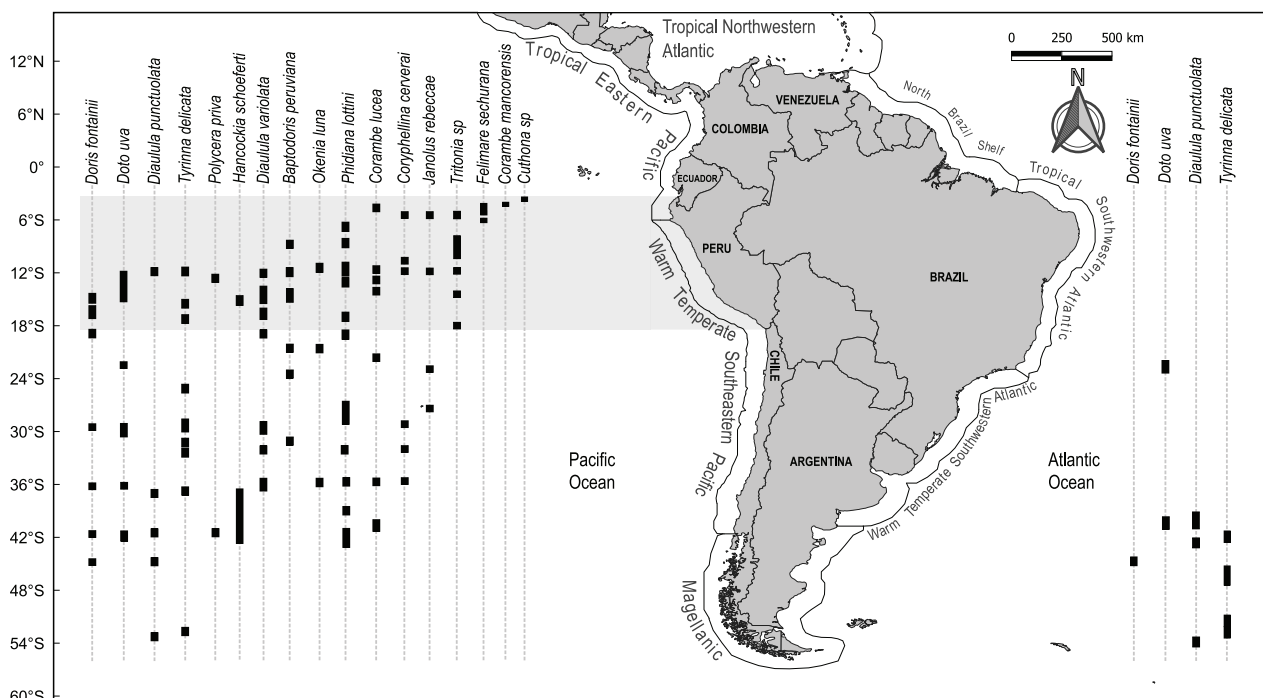 12°N
6°N
0°
6°S
12°S
18°S
24°S
30°S
36°S
42°S
48°S
54°S
60°S
Doris fontainii
Doto uva
Diaulula punctuolata
Tyrinna delicata
Polycera priva
Hancockia schoeferti
Diaulula variolata
Baptodoris peruviana
Okenia luna
Phidiana lottini
Corambe lucea
Coryphellina cerverai
Janolus rebeccae
Tritonia sp
Felimare sechurana
Corambe mancorensis
Cuthona sp
Tropical Northwestern
Atlantic
Tropical Eastern Pacific
North Brazil Shelf
Tropical Southwestern Atlantic
Warm Temperate Southeastern Pacific
Warm Temperate Southwestern Atlantic
Magellanic
VENEZUELA
COLOMBIA
ECUADOR
PERU
BRAZIL
CHILE
ARGENTINA
Pacific
Ocean
Atlantic
Ocean
0 250 500 km
N
Doris fontainii
Doto uva
Diaulula punctuolata
Tyrinna delicata